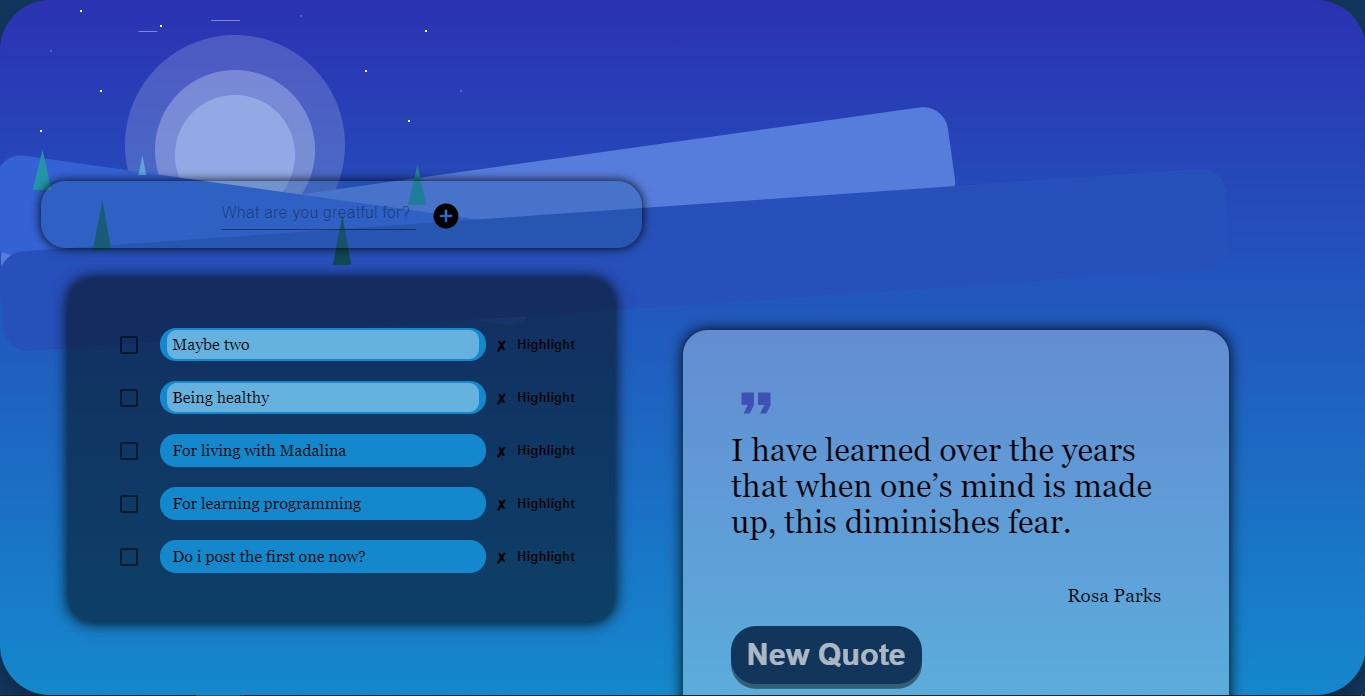 What are you greatful for?
Maybe two
✗ Highlight
Being healthy
✗ Highlight
For living with Madalina
✗ Highlight
For learning programming
✗ Highlight
Do i post the first one now?
✗ Highlight
I have learned over the years
that when one’s mind is made
up, this diminishes fear.
Rosa Parks
New Quote